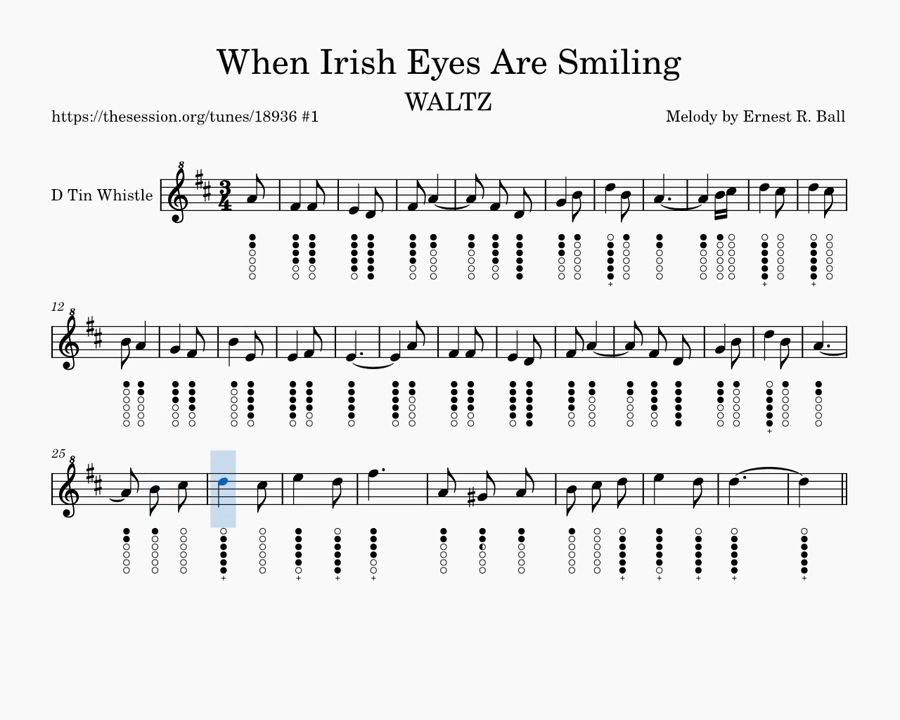 When Irish Eyes Are Smiling
WALTZ
https://thesession.org/tunes/18936 #1
Melody by Ernest R. Ball
8
D Tin Whistle
3
4
12
8
25
8